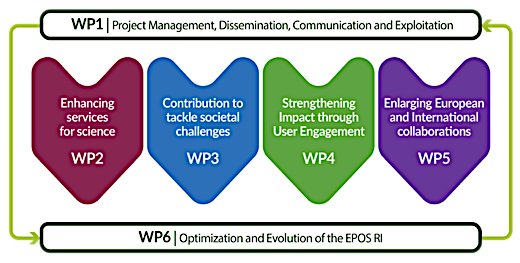 WP1 | Project Management, Dissemination, Communication and Exploitation
Enhancing
services
for science
WP2
Contribution to
tackle societal
challenges
WP3
Strengthening
Impact through
User Engagement
WP4
Enlarging European
and International
collaborations
WP5
WP6 | Optimization and Evolution of the EPOS RI